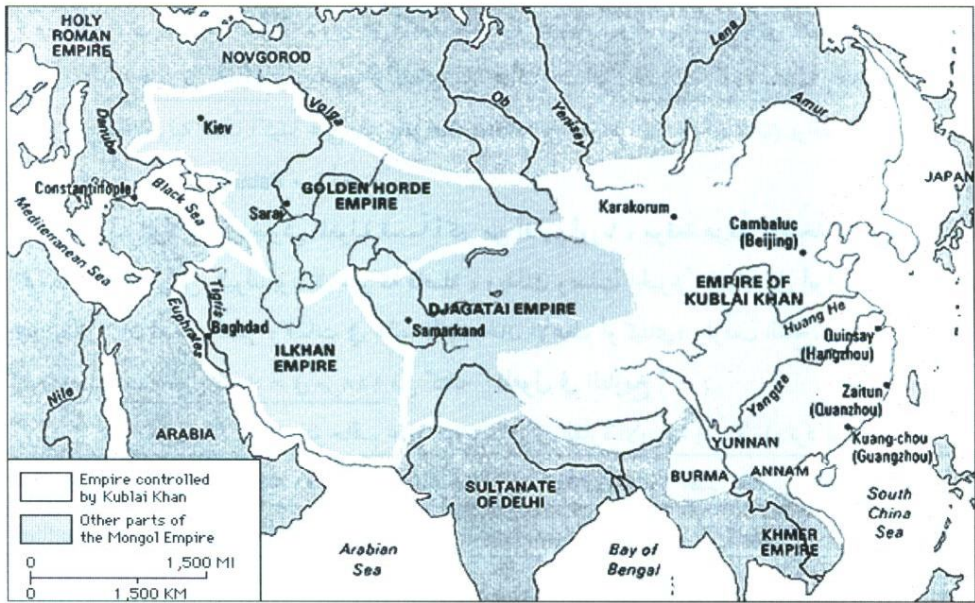 HOLY
ROMAN
EMPIRE
NOVGOROD
Lena
Ob
Yenisey
Amur
Volga
Kiev
Danube
JAPAN
Constantinople
Black Sea
GOLDEN HORDE
EMPIRE
Saraj
Karakorum
Mediterranean Sea
Cambaluc
(Beijing)
Tigris
Euphrates
Baghdad
DJAGATAI EMPIRE
Samarkand
EMPIRE OF
KUBLAI KHAN
Huang He
Quinsay
(Hangzhou)
ILKHAN
EMPIRE
Nile
Yangtze
Zaitun
(Quanzhou)
ARABIA
YUNNAN
Kuang-chou
(Guangzhou)
BURMA
ANNAM
SULTANATE
OF DELHI
South
China
Sea
KHMER
EMPIRE
Arabian
Sea
Bay of
Bengal
Empire controlled
by Kublai Khan
Other parts of
the Mongol Empire
0 1,500 MI
0 1,500 KM